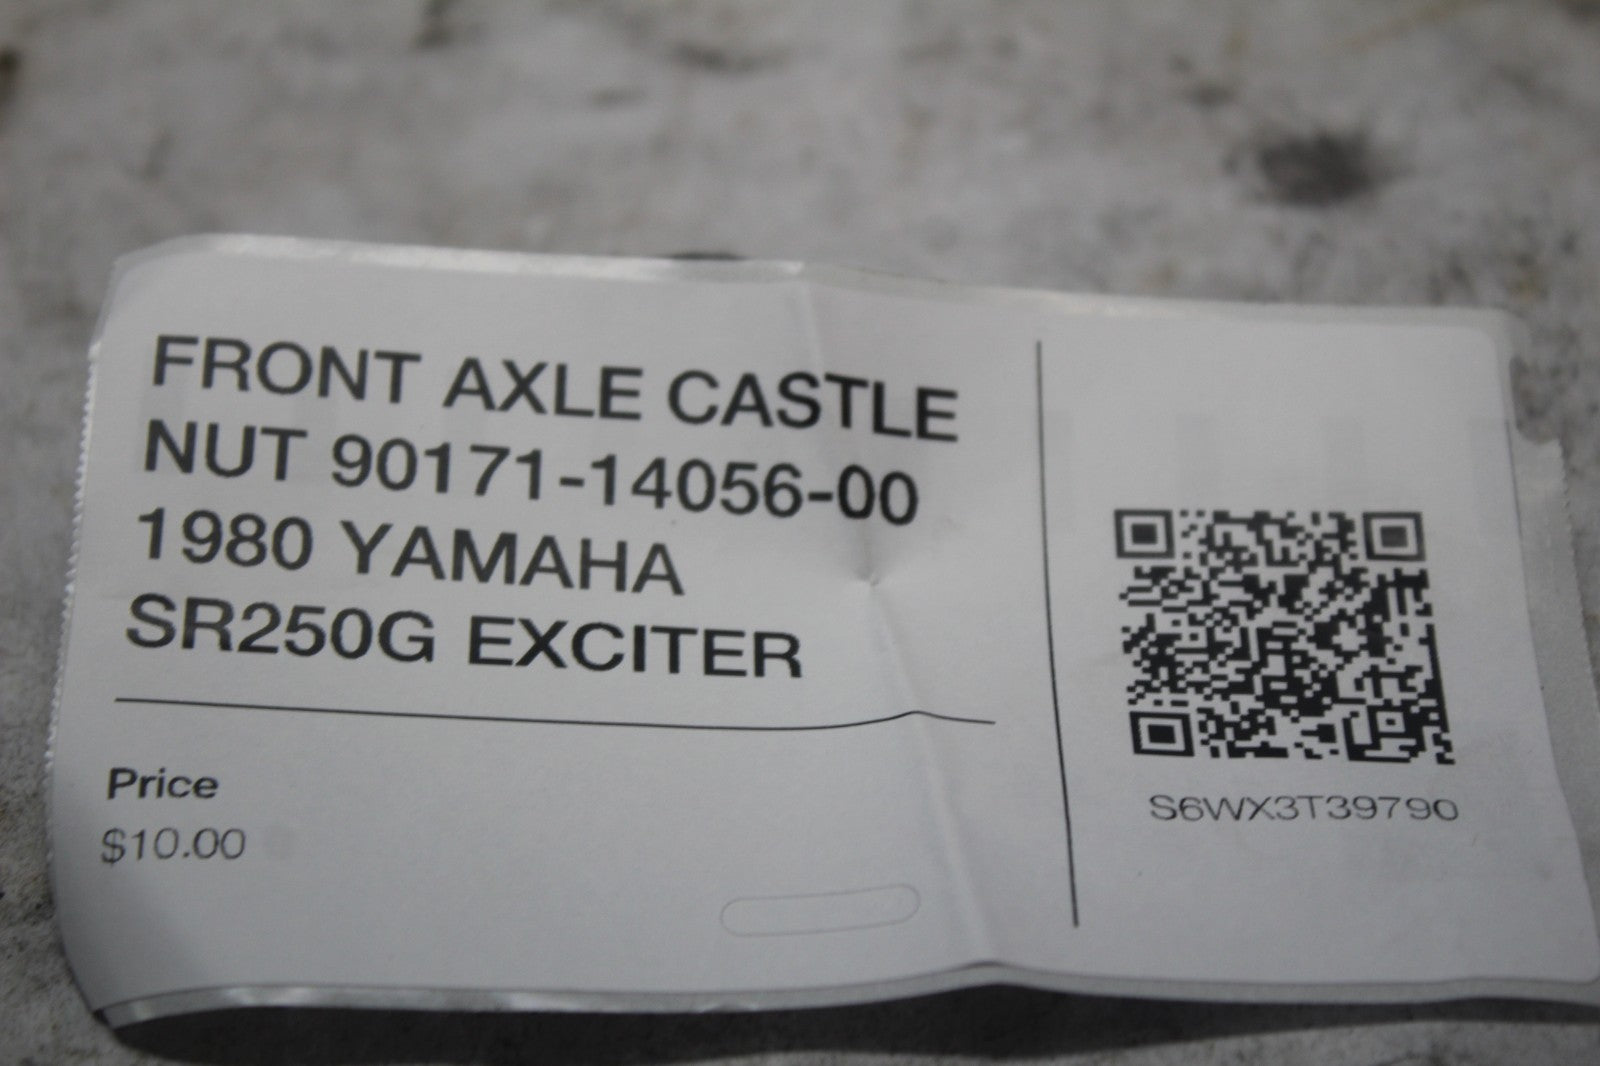 FRONT AXLE CASTLE
NUT 90171-14056-00
1980 YAMAHA
SR250G EXCITER
Price
$10.00
S6WX3T39790